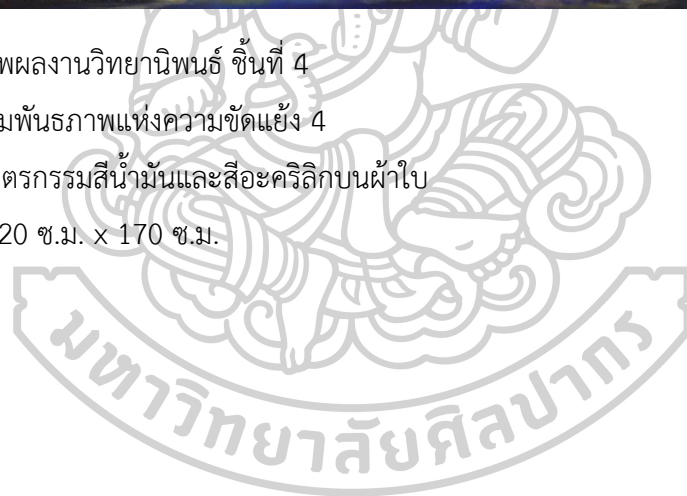 พผลงานวิทยานิพนธ์ ชิ้นที่ 4
มพันธภาพแห่งความขัดแย้ง 4
ตรกรรมสีน้ำมันและสีอะคริลิกบนผ้าใบ
20 ซ.ม. x 170 ซ.ม.
มหาวิทยาลัยศิลปากร